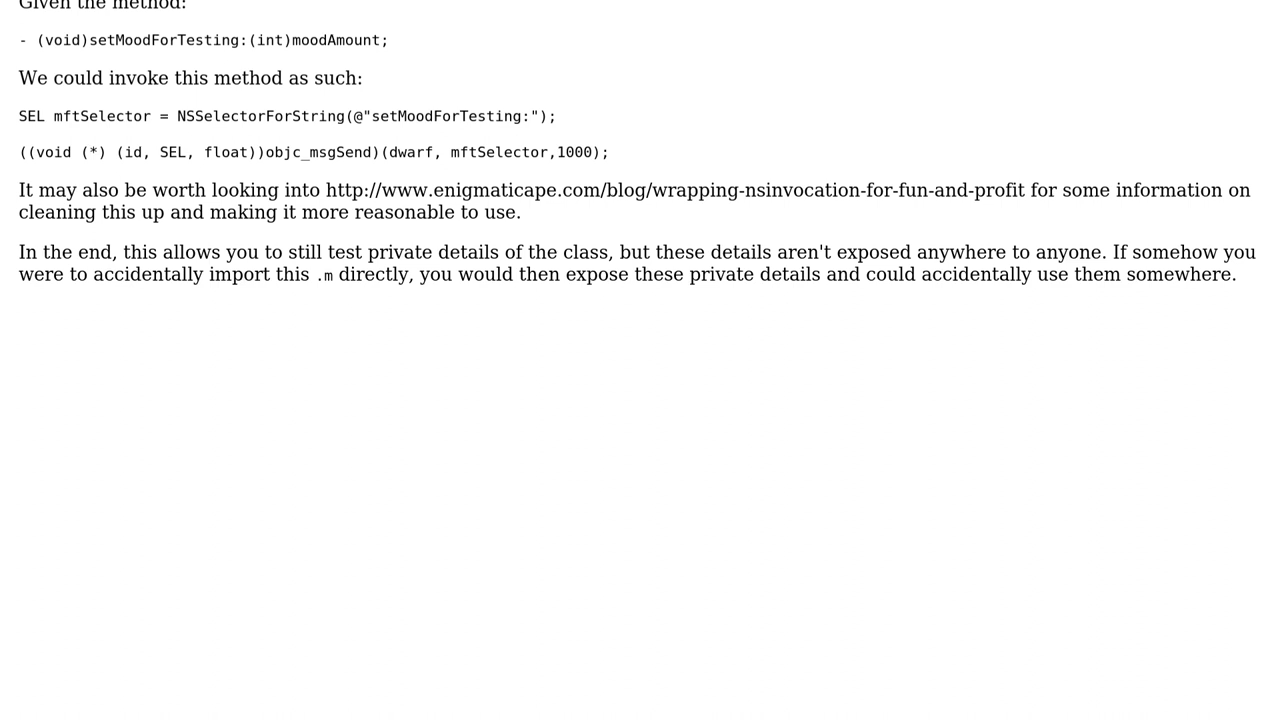 Given the method:
- (void)setMoodForTesting:(int)moodAmount;
We could invoke this method as such:
SEL mftSelector = NSSelectorForString(@"setMoodForTesting:");
((void (*) (id, SEL, float))objc_msgSend)(dwarf, mftSelector,1000);
It may also be worth looking into http://www.enigmaticape.com/blog/wrapping-nsinvocation-for-fun-and-profit for some information on
cleaning this up and making it more reasonable to use.
In the end, this allows you to still test private details of the class, but these details aren't exposed anywhere to anyone. If somehow you
were to accidentally import this .m directly, you would then expose these private details and could accidentally use them somewhere.